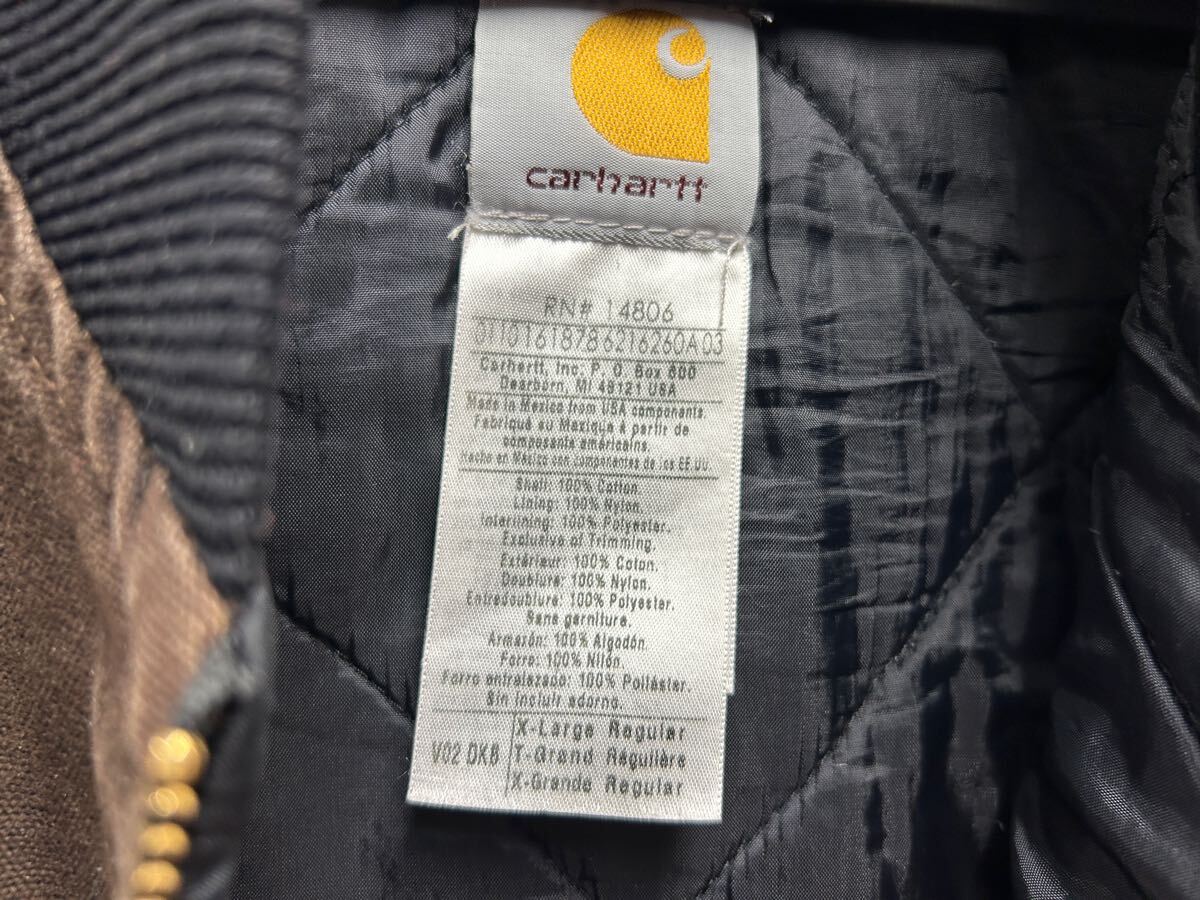 carhartt
RN# 14806
01101618786216260A03
Carhartt, Inc. P. O. Box 600
Dearborn, MI 48121 USA
Made in Mexico from USA components.
Fabriqué au Mexique à partir de
composants américains.
Hecho en México con componentes de los EE.UU.
Shell: 100% Cotton.
Lining: 100% Nylon.
Interlining: 100% Polyester.
Exclusive of Trimming.
Extérieur: 100% Coton.
Doublure: 100% Nylon.
Entredoublure: 100% Polyester.
Sans garniture.
Armazón: 100% Algodón.
Forro: 100% Nilón.
Forro entrelazado: 100% Poliéster.
Sin incluir adorno.
V02 DKB
X-Large Regular
T-Grand Régulière
X-Grande Regular